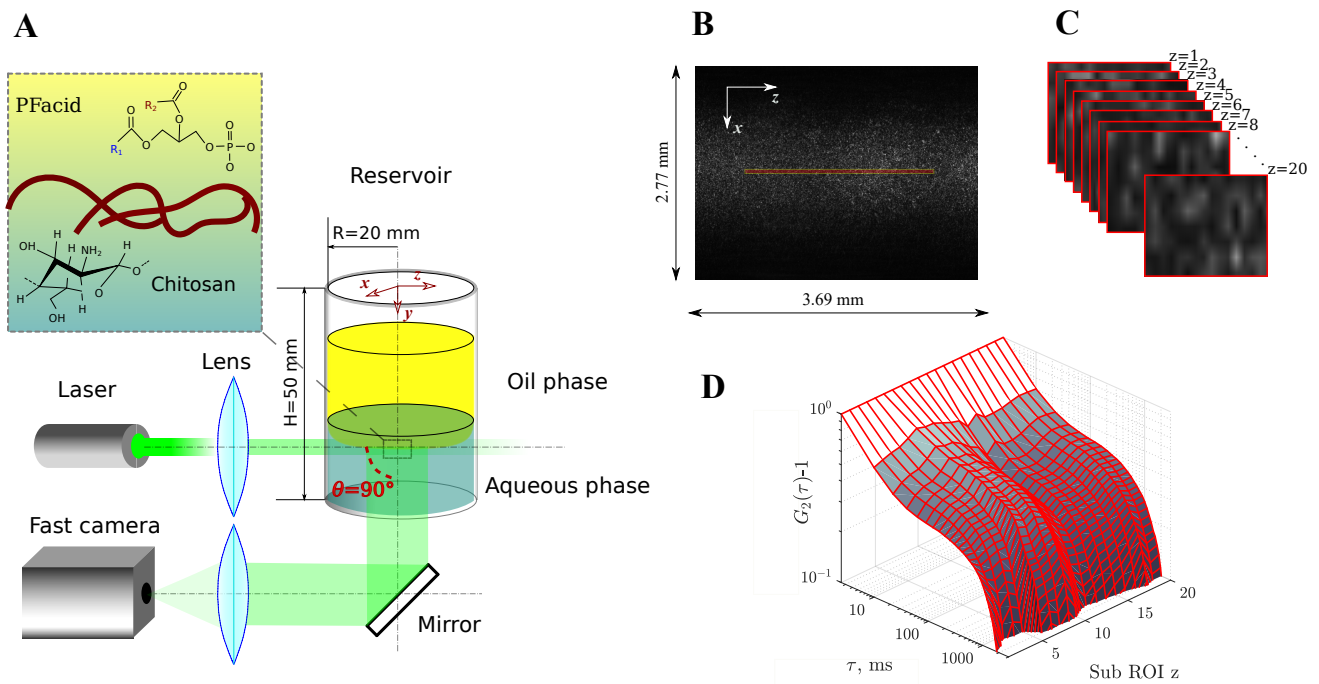 A
PFacid
O
R₂
O
O
R₁
O
O
P
O
O
O
OH
H
H
NH₂
H
O
O
H
H
OH
Chitosan
Reservoir
R=20 mm
x
z
y
H=50 mm
Lens
Laser
Oil phase
θ=90°
Aqueous phase
Fast camera
Mirror
B
z
x
2.77 mm
3.69 mm
C
z=1
z=2
z=3
z=4
z=5
z=6
z=7
z=8
z=20
D
10⁰
G₂(τ)-1
10⁻¹
10
100
1000
τ, ms
5
10
15
20
Sub ROI z